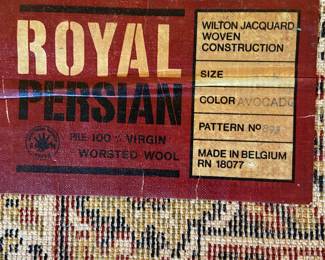 ROYAL
PERSIAN
PILE 100% VIRGIN
WORSTED WOOL
WILTON JACQUARD
WOVEN
CONSTRUCTION
SIZE
COLOR AVOCADO
PATTERN Nº
MADE IN BELGIUM
RN 18077